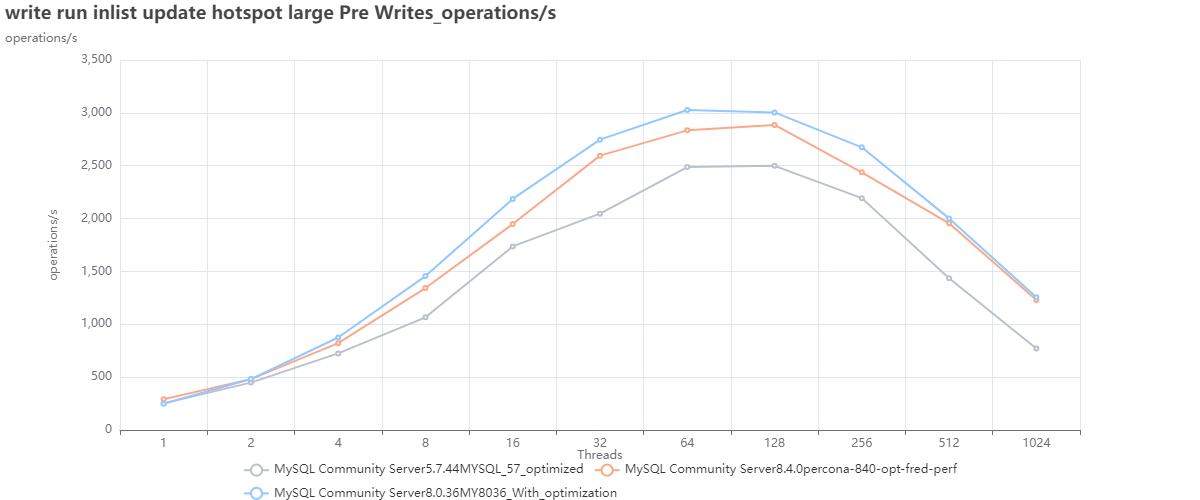 write run inlist update hotspot large Pre Writes_operations/s
operations/s
3,500
3,000
2,500
2,000
1,500
1,000
500
0
operations/s
1 2 4 8 16 32 64 128 256 512 1024
Threads
MySQL Community Server5.7.44MYSQL_57_optimized MySQL Community Server8.4.0percona-840-opt-fred-perf
MySQL Community Server8.0.36MY8036_With_optimization